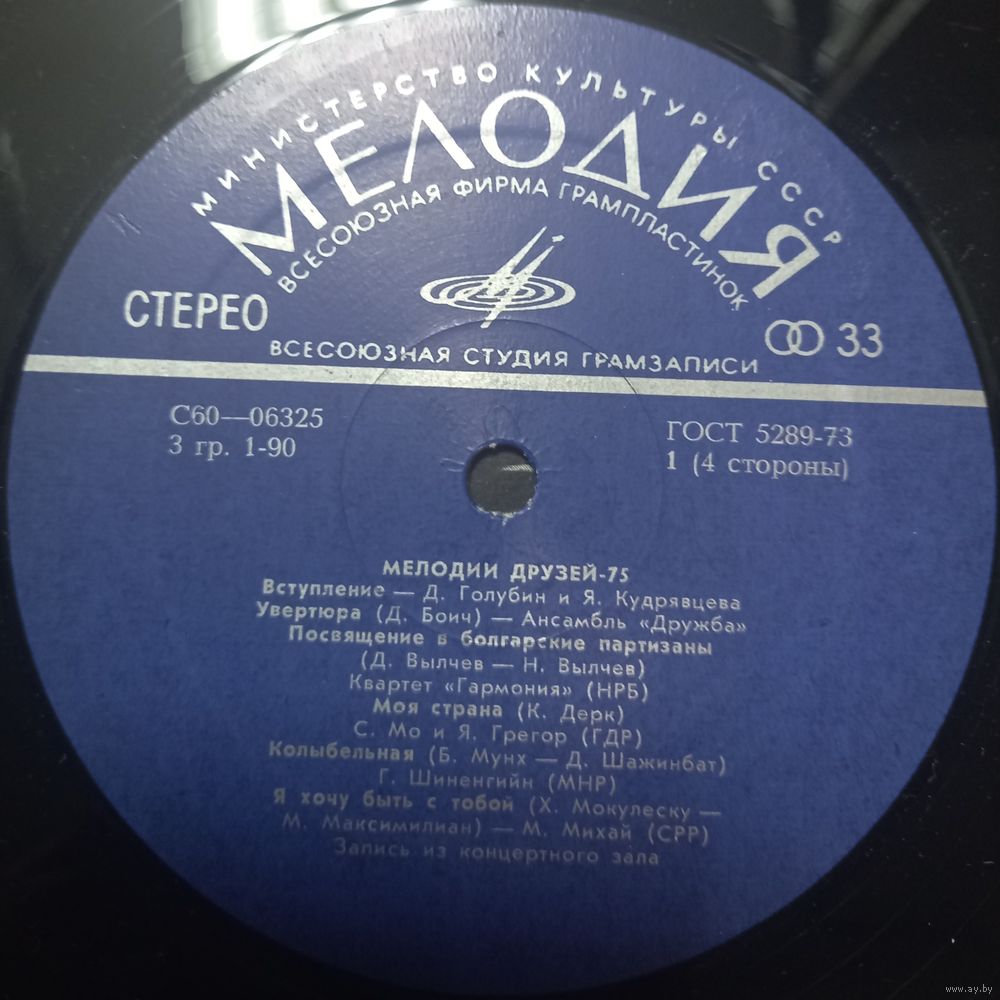 МИНИСТЕРСТВО КУЛЬТУРЫ СССР
МЕЛОДИЯ
ВСЕСОЮЗНАЯ ФИРМА ГРАМПЛАСТИНОК
СТЕРЕО
33
ВСЕСОЮЗНАЯ СТУДИЯ ГРАМЗАПИСИ
С60—06325
3 гр. 1-90
ГОСТ 5289-73
1 (4 стороны)
МЕЛОДИИ ДРУЗЕЙ-75
Вступление — Д. Голубин и Я. Кудрявцева
Увертюра (Д. Боич) — Ансамбль «Дружба»
Посвящение в болгарские партизаны
(Д. Вылчев — Н. Вылчев)
Квартет «Гармония» (НРБ)
Моя страна (К. Дерк)
С. Мо и Я. Грегор (ГДР)
Колыбельная (Б. Мунх — Д. Шажинбат)
Г. Шиненгийн (МНР)
Я хочу быть с тобой (Х. Мокулеску —
М. Максимилиан) — М. Михай (СРР)
Запись из концертного зала
www.ay.by